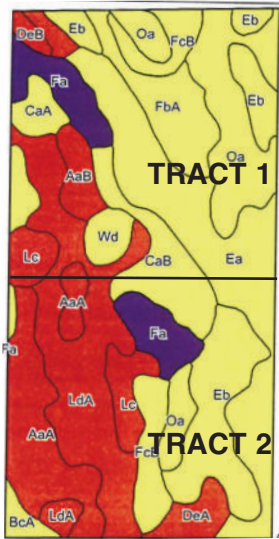 Eb
Oa
Eb
DeB
FcB
Fa
CaA
FbA
Oa
TRACT 1
AaB
Wd
Lc
CaB
Ea
AaA
Fa
Fa
Eb
LdA
Lc
Oa
AaA
TRACT 2
FcB
BcA
LdA
DeA